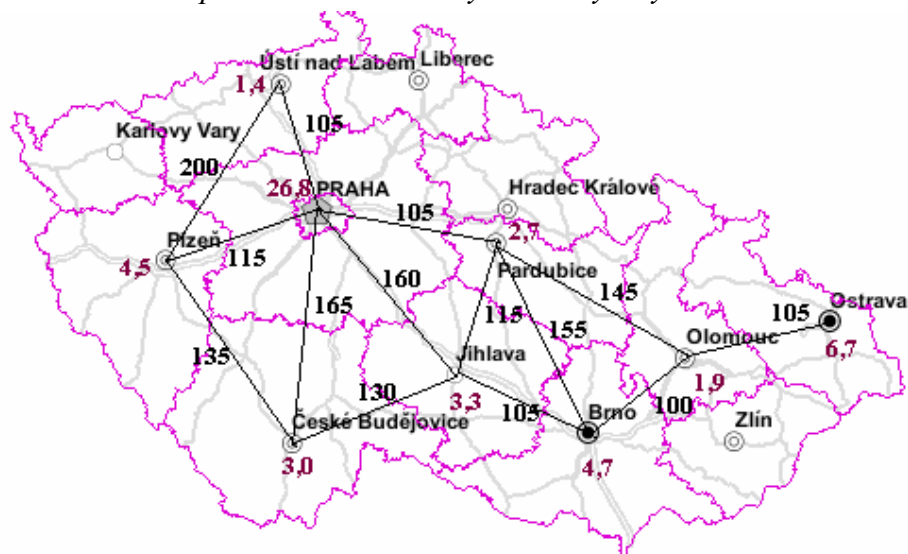 Ústí nad Labem
Liberec
1,4
Karlovy Vary
105
200
26,8
PRAHA
Hradec Králové
105
2,7
Plzeň
4,5
115
Pardubice
160
145
165
115
155
105
Ostrava
6,7
135
Jihlava
Olomouc
1,9
130
3,3
105
Brno
100
České Budějovice
Zlín
3,0
4,7